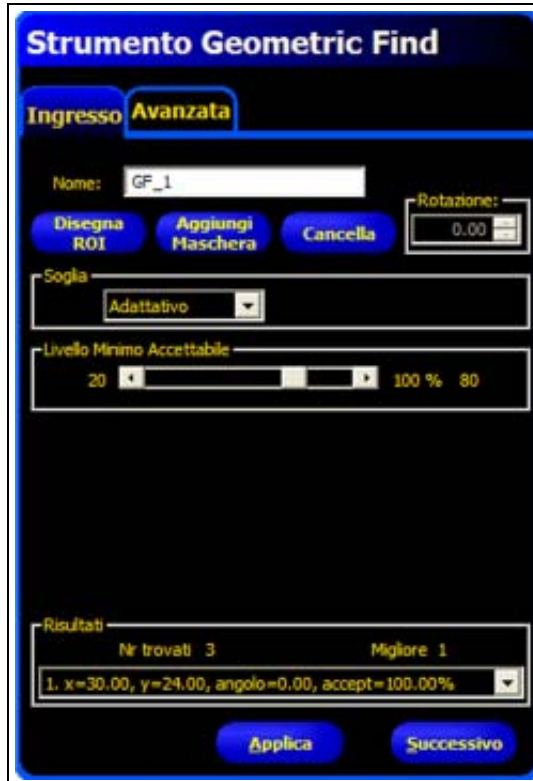 Strumento Geometric Find
Ingresso Avanzata
Nome: GF_1
Rotazione:
0.00
Disegna ROI
Aggiungi Maschera
Cancella
Soglia
Adattativo
Livello Minimo Accettabile
20 100 % 80
Risultati
Nr trovati 3 Migliore 1
1. x=30.00, y=24.00, angolo=0.00, accept=100.00%
Applica Successivo